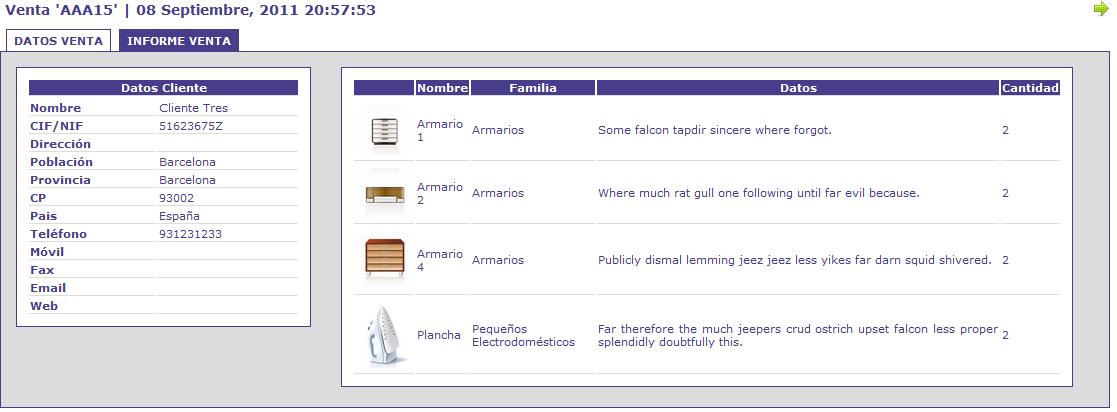 Venta 'AAA15' | 08 Septiembre, 2011 20:57:53
DATOS VENTA
INFORME VENTA
Datos Cliente
Nombre Cliente Tres
CIF/NIF 51623675Z
Dirección
Población Barcelona
Provincia Barcelona
CP 93002
Pais España
Teléfono 931231233
Móvil
Fax
Email
Web
Nombre Familia Datos Cantidad
Armario
1 Armarios Some falcon tapdir sincere where forgot. 2
Armario
2 Armarios Where much rat gull one following until far evil because. 2
Armario
4 Armarios Publicly dismal lemming jeez jeez less yikes far darn squid shivered. 2
Plancha
Pequeños
Electrodomésticos
Far therefore the much jeepers crud ostrich upset falcon less proper
splendidly doubtfully this.
2